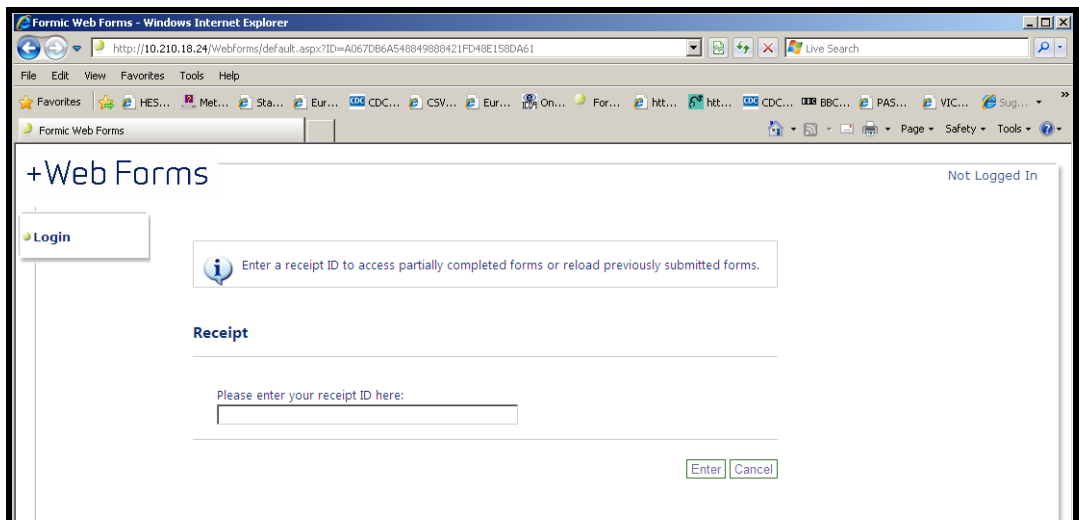 Formic Web Forms - Windows Internet Explorer
http://10.210.18.24/Webforms/default.aspx?ID=A067DB6A548849888421FD48E158DA61
Live Search
File Edit View Favorites Tools Help
Favorites HES... Met... Sta... Eur... CDC CDC... CSV... Eur... On... For... htt... htt... CDC CDC... BBC... PAS... VIC... Sug...
Formic Web Forms
Page Safety Tools
+Web Forms
Not Logged In
Login
Enter a receipt ID to access partially completed forms or reload previously submitted forms.
Receipt
Please enter your receipt ID here:
Enter Cancel